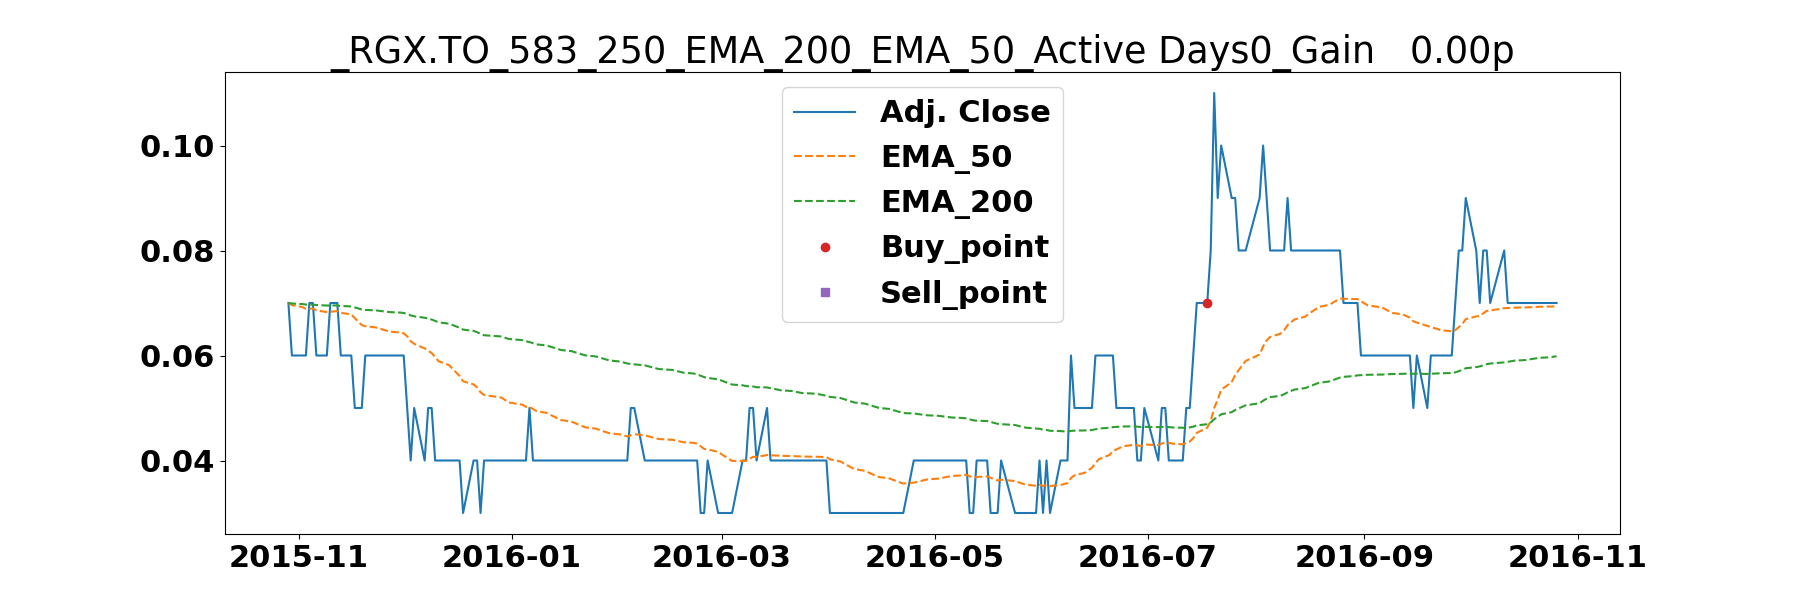 _RGX.TO_583_250_EMA_200_EMA_50_Active Days0_Gain   0.00p
Adj. Close
EMA_50
EMA_200
Buy_point
Sell_point
0.10
0.08
0.06
0.04
2015-11
2016-01
2016-03
2016-05
2016-07
2016-09
2016-11